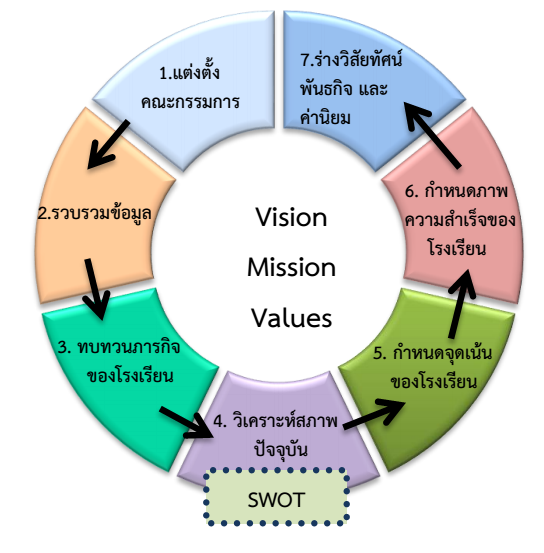 1.แต่งตั้ง
คณะกรรมการ
2.รวบรวมข้อมูล
3. ทบทวนภารกิจ
ของโรงเรียน
4. วิเคราะห์สภาพ
ปัจจุบัน
SWOT
5. กำหนดจุดเน้น
ของโรงเรียน
6. กำหนดภาพ
ความสำเร็จของ
โรงเรียน
7.ร่างวิสัยทัศน์
พันธกิจ และ
ค่านิยม
Vision
Mission
Values